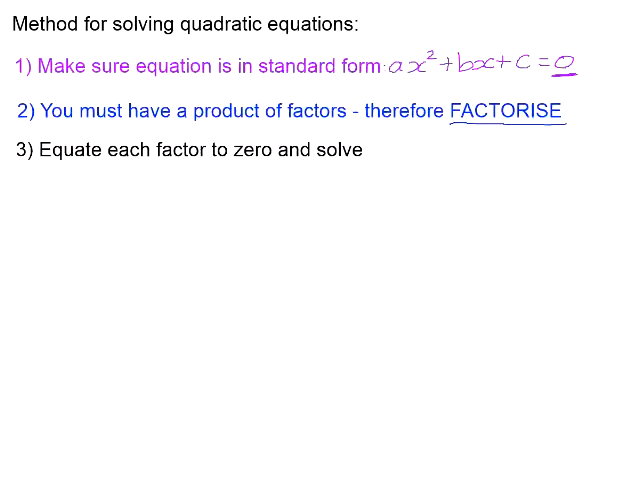 Method for solving quadratic equations:
1) Make sure equation is in standard form ax² + bx + c = 0
2) You must have a product of factors - therefore FACTORISE
3) Equate each factor to zero and solve